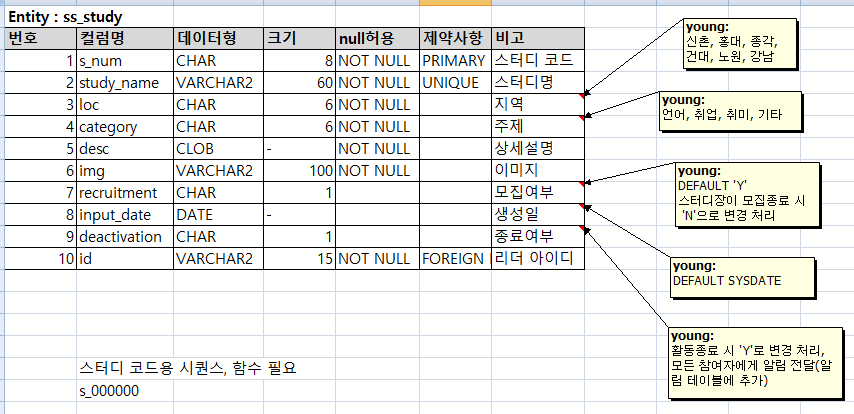 Entity : ss_study
번호 컬럼명 데이터형 크기 null허용 제약사항 비고
1 s_num CHAR 8 NOT NULL PRIMARY 스터디 코드
2 study_name VARCHAR2 60 NOT NULL UNIQUE 스터디명
3 loc CHAR 6 NOT NULL 지역
4 category CHAR 6 NOT NULL 주제
5 desc CLOB - NOT NULL 상세설명
6 img VARCHAR2 100 NOT NULL 이미지
7 recruitment CHAR 1 모집여부
8 input_date DATE - 생성일
9 deactivation CHAR 1 종료여부
10 id VARCHAR2 15 NOT NULL FOREIGN 리더 아이디
스터디 코드용 시퀀스, 함수 필요
s_000000
young:
신촌, 홍대, 종각,
건대, 노원, 강남
young:
언어, 취업, 취미, 기타
young:
DEFAULT 'Y'
스터디장이 모집종료 시
'N'으로 변경 처리
young:
DEFAULT SYSDATE
young:
활동종료 시 'Y'로 변경 처리,
모든 참여자에게 알림 전달(알
림 테이블에 추가)